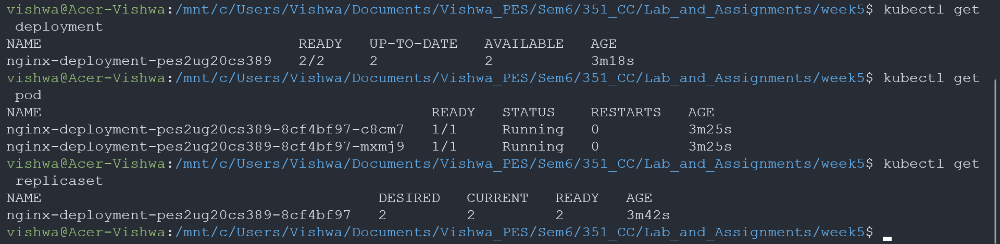 vishwa@Acer-Vishwa:/mnt/c/Users/Vishwa/Documents/Vishwa_PES/Sem6/351_CC/Lab_and_Assignments/week5$ kubectl get
 deployment
NAME                             READY   UP-TO-DATE   AVAILABLE   AGE
nginx-deployment-pes2ug20cs389   2/2     2            2           3m18s
vishwa@Acer-Vishwa:/mnt/c/Users/Vishwa/Documents/Vishwa_PES/Sem6/351_CC/Lab_and_Assignments/week5$ kubectl get
 pod
NAME                                            READY   STATUS    RESTARTS   AGE
nginx-deployment-pes2ug20cs389-8cf4bf97-c8cm7   1/1     Running   0          3m25s
nginx-deployment-pes2ug20cs389-8cf4bf97-mxmj9   1/1     Running   0          3m25s
vishwa@Acer-Vishwa:/mnt/c/Users/Vishwa/Documents/Vishwa_PES/Sem6/351_CC/Lab_and_Assignments/week5$ kubectl get
 replicaset
NAME                                      DESIRED   CURRENT   READY   AGE
nginx-deployment-pes2ug20cs389-8cf4bf97   2         2         2       3m42s
vishwa@Acer-Vishwa:/mnt/c/Users/Vishwa/Documents/Vishwa_PES/Sem6/351_CC/Lab_and_Assignments/week5$